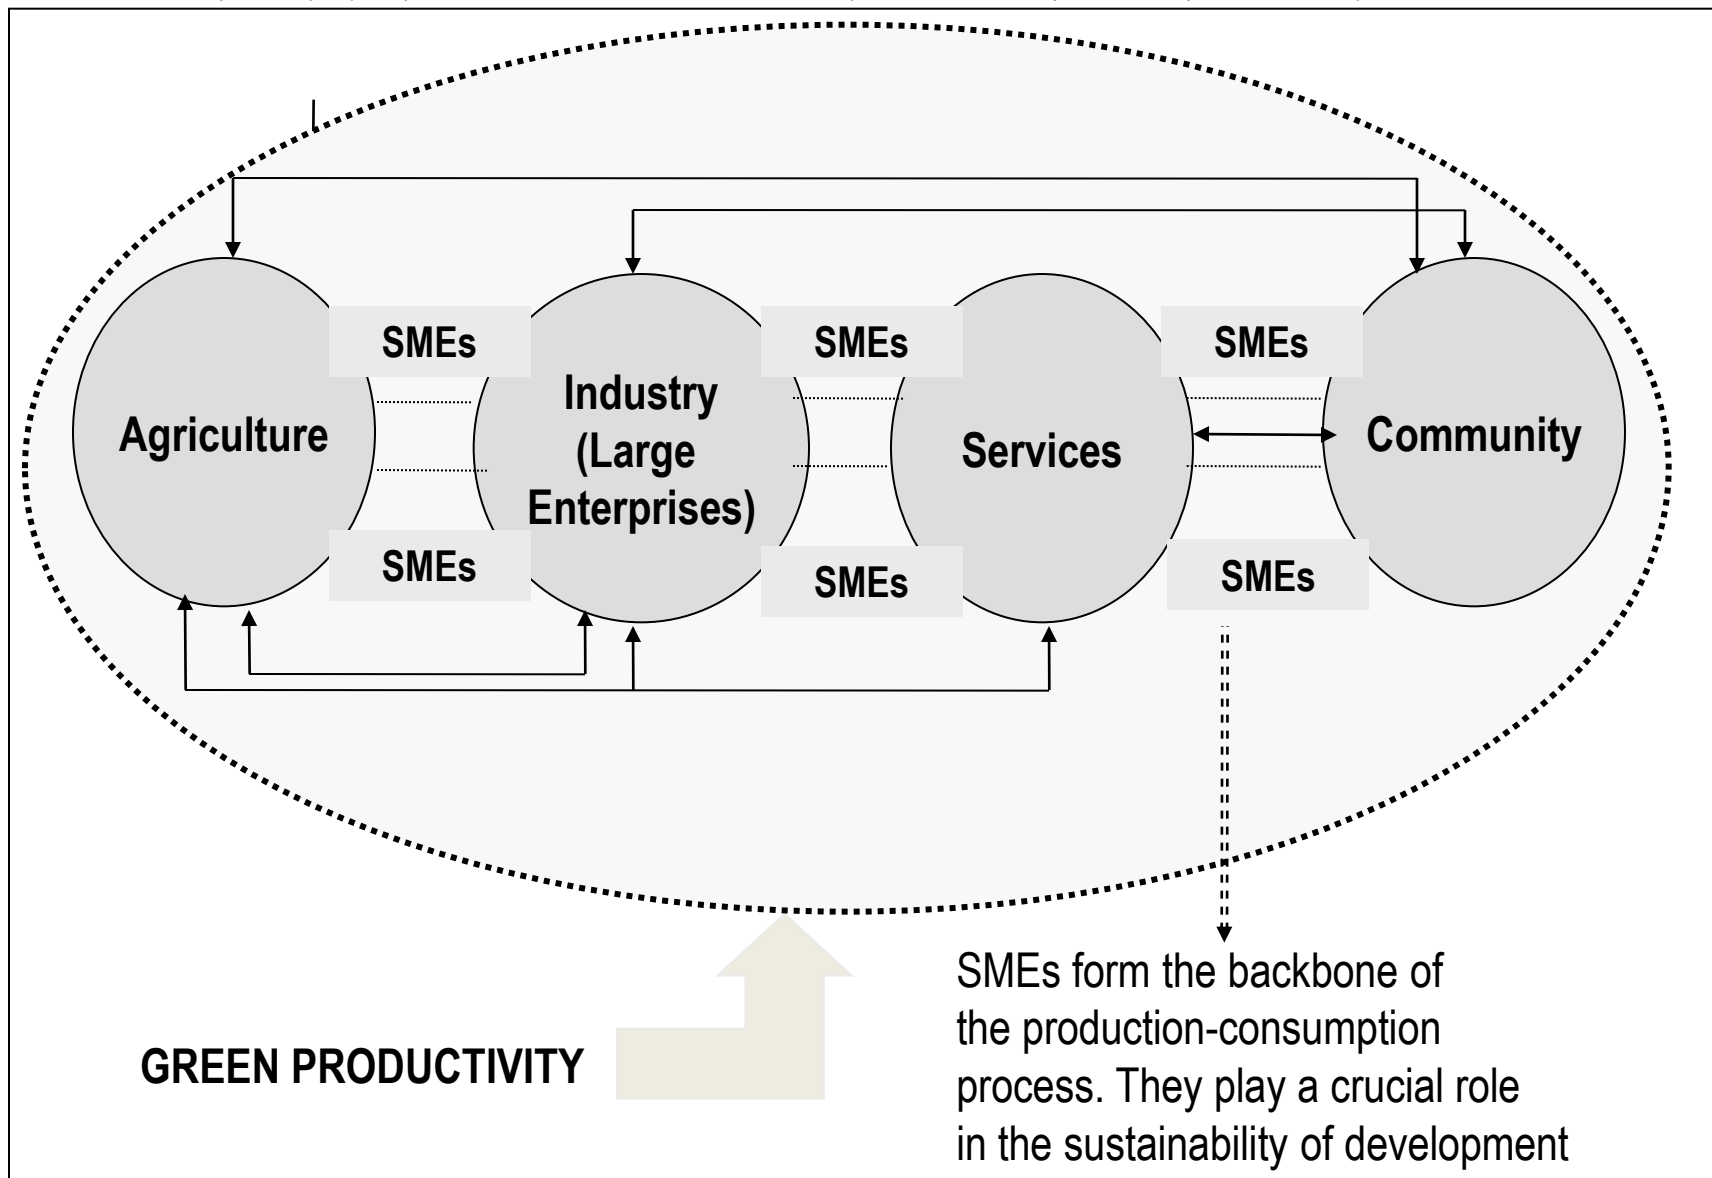 SMEs
SMEs
SMEs
Agriculture
Industry
(Large
Enterprises)
Services
Community
SMEs
SMEs
SMEs
GREEN PRODUCTIVITY
SMEs form the backbone of
the production-consumption
process. They play a crucial role
in the sustainability of development